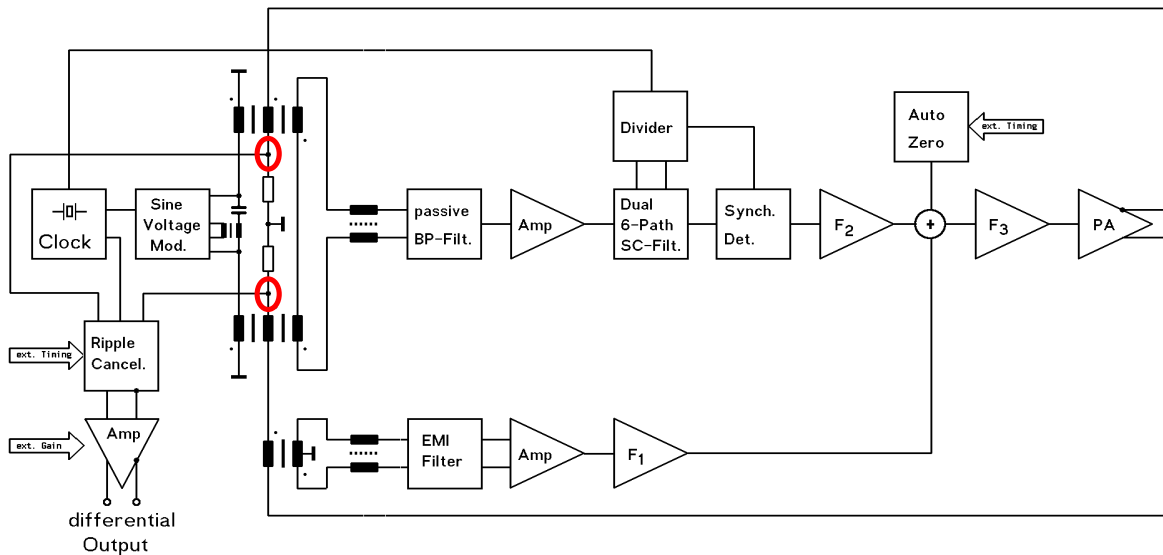 Clock
Sine
Voltage
Mod.
passive
BP-Filt.
Amp
Divider
Dual
6-Path
SC-Filt.
Synch.
Det.
F2
Auto
Zero
ext. Timing
+
F3
PA
ext. Timing
Ripple
Cancel.
ext. Gain
Amp
differential
Output
EMI
Filter
Amp
F1